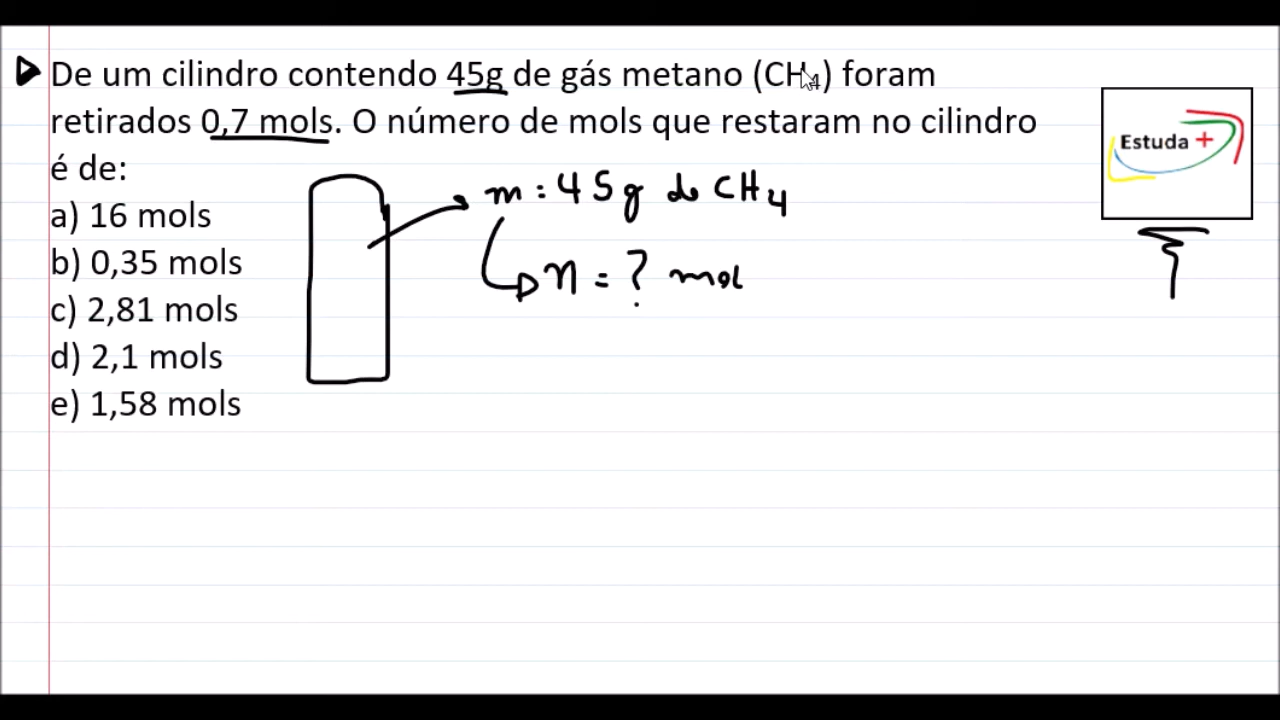 De um cilindro contendo 45g de gás metano (CH₄) foram
retirados 0,7 mols. O número de mols que restaram no cilindro
é de:
a) 16 mols
b) 0,35 mols
c) 2,81 mols
d) 2,1 mols
e) 1,58 mols
m : 45g de CH₄
n = ? mol
Estuda +